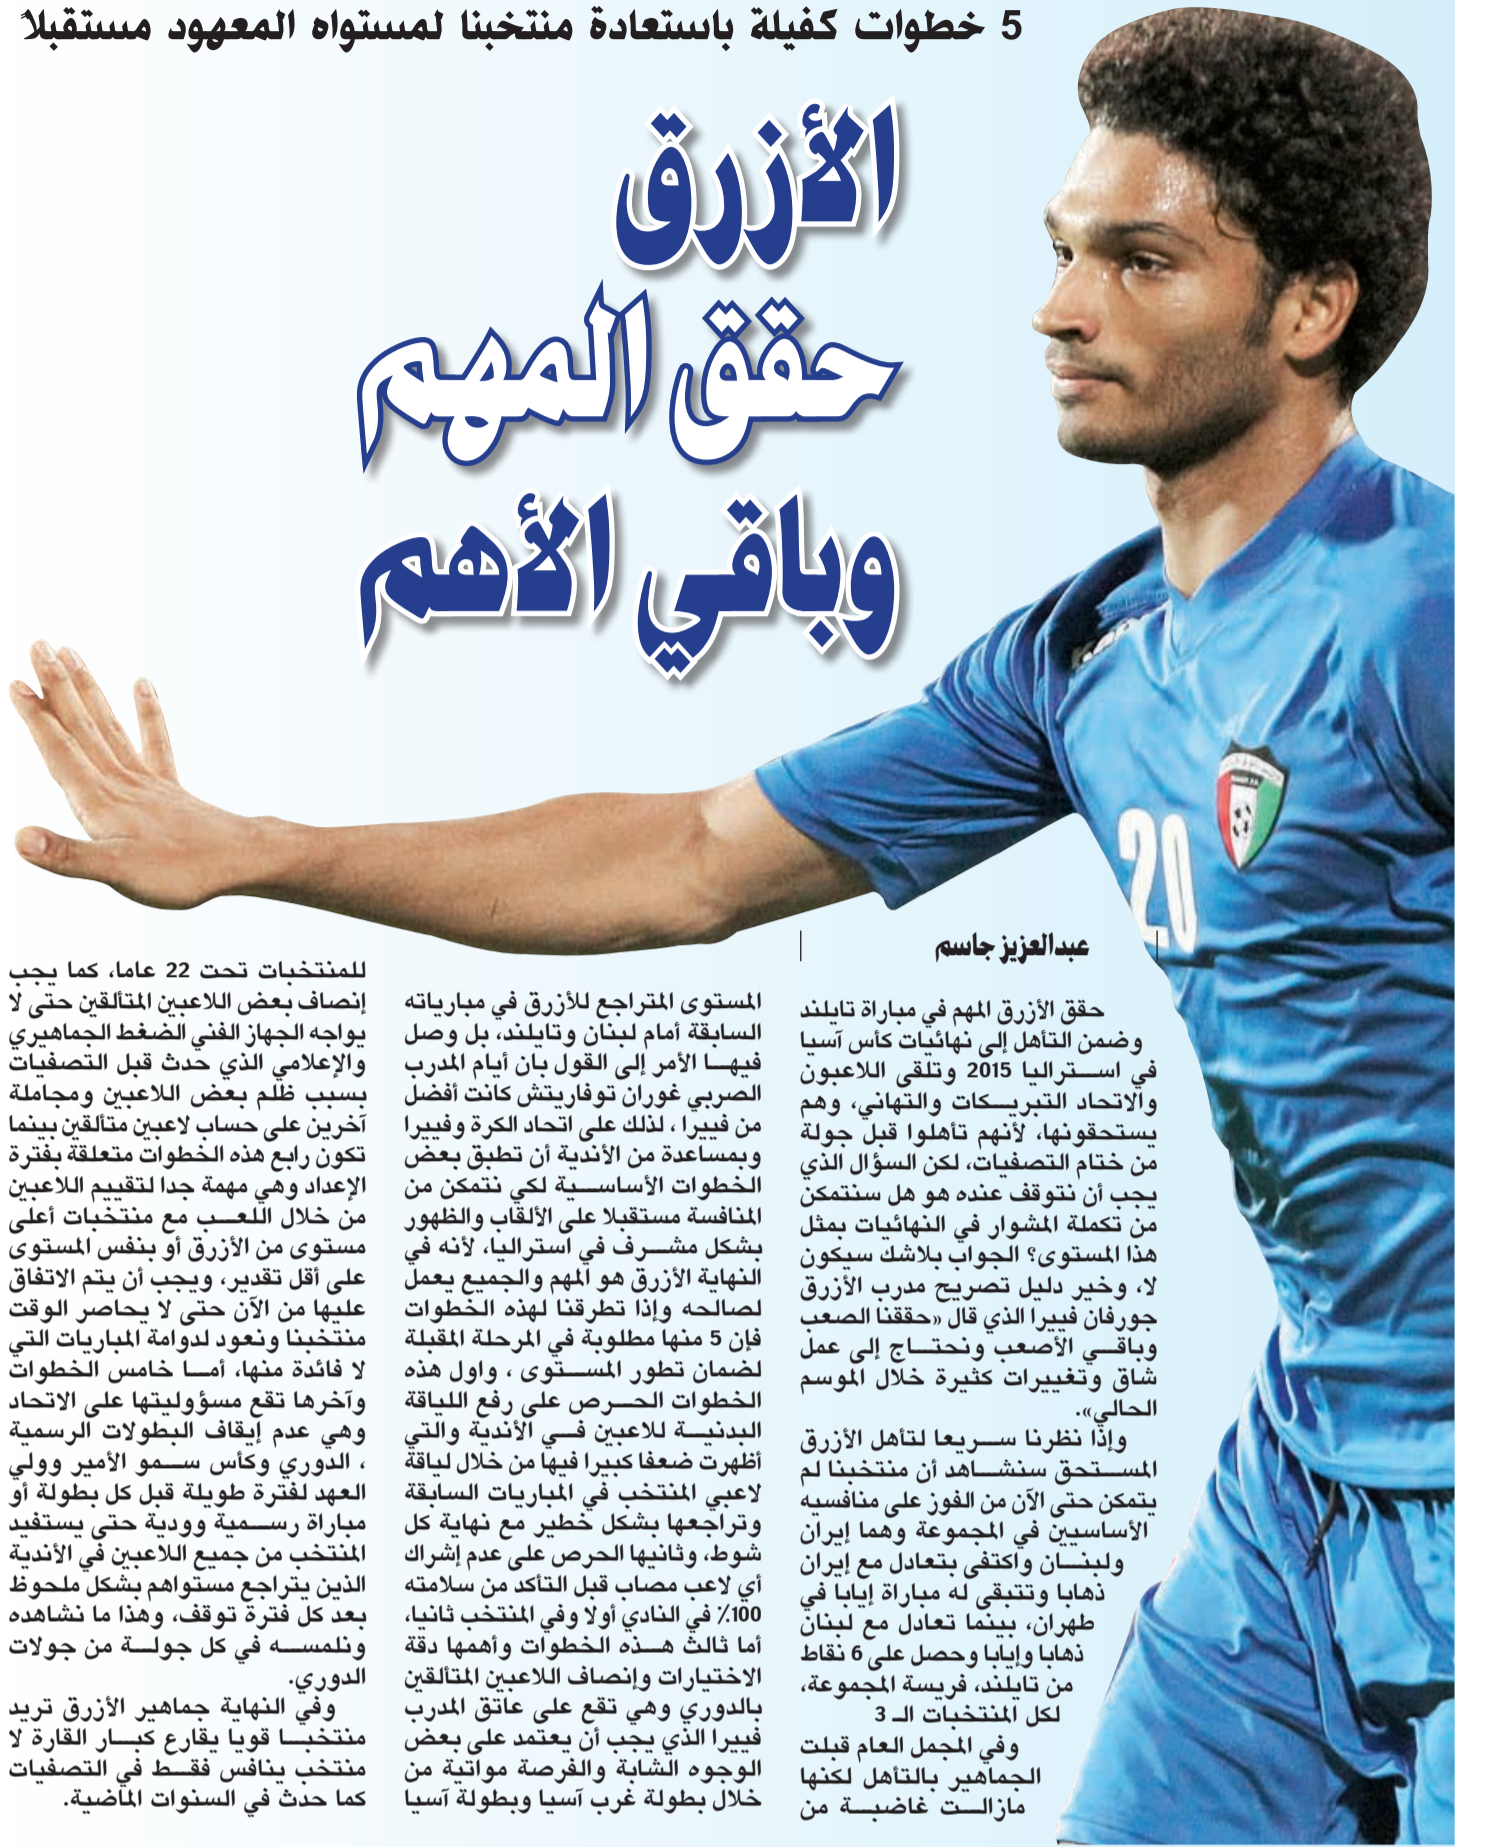 5 خطوات كفيلة باستعادة منتخبنا لمستواه المعهود مستقبلاً
الأزرق
حقق المهم
وباقي الأهم
20
عبدالعزيز جاسم
حقق الأزرق المهم في مباراة تايلند
وضمن التأهل إلى نهائيات كأس آسيا
في استراليا 2015 وتلقى اللاعبون
والاتحاد التبريكات والتهاني، وهم
يستحقونها، لأنهم تأهلوا قبل جولة
من ختام التصفيات، لكن السؤال الذي
يجب أن نتوقف عنده هو هل سنتمكن
من تكملة المشوار في النهائيات بمثل
هذا المستوى؟ الجواب بلاشك سيكون
لا، وخير دليل تصريح مدرب الأزرق
جورفان فييرا الذي قال «حققنا الصعب
وباقي الأصعب ونحتاج إلى عمل
شاق وتغييرات كثيرة خلال الموسم
الحالي».
وإذا نظرنا سريعا لتأهل الأزرق
المستحق سنشاهد أن منتخبنا لم
يتمكن حتى الآن من الفوز على منافسيه
الأساسيين في المجموعة وهما إيران
ولبنان واكتفى بتعادل مع إيران
ذهابا وتتبقى له مباراة إيابا في
طهران، بينما تعادل مع لبنان
ذهابا وإيابا وحصل على 6 نقاط
من تايلند، فريسة المجموعة،
لكل المنتخبات الـ 3
وفي المجمل العام قبلت
الجماهير بالتأهل لكنها
مازالت غاضبة من
المستوى المتراجع للأزرق في مبارياته
السابقة أمام لبنان وتايلند، بل وصل
فيها الأمر إلى القول بان أيام المدرب
الصربي غوران توفاريتش كانت أفضل
من فييرا ، لذلك على اتحاد الكرة وفييرا
وبمساعدة من الأندية أن تطبق بعض
الخطوات الأساسية لكي نتمكن من
المنافسة مستقبلا على الألقاب والظهور
بشكل مشرف في استراليا، لأنه في
النهاية الأزرق هو المهم والجميع يعمل
لصالحه وإذا تطرقنا لهذه الخطوات
فإن 5 منها مطلوبة في المرحلة المقبلة
لضمان تطور المستوى ، واول هذه
الخطوات الحرص على رفع اللياقة
البدنية للاعبين في الأندية والتي
أظهرت ضعفا كبيرا فيها من خلال لياقة
لاعبي المنتخب في المباريات السابقة
وتراجعها بشكل خطير مع نهاية كل
شوط، وثانيها الحرص على عدم إشراك
أي لاعب مصاب قبل التأكد من سلامته
100٪ في النادي أولا وفي المنتخب ثانيا،
أما ثالث هذه الخطوات وأهمها دقة
الاختيارات وإنصاف اللاعبين المتألقين
بالدوري وهي تقع على عاتق المدرب
فييرا الذي يجب أن يعتمد على بعض
الوجوه الشابة والفرصة مواتية من
خلال بطولة غرب آسيا وبطولة آسيا
للمنتخبات تحت 22 عاما، كما يجب
إنصاف بعض اللاعبين المتألقين حتى لا
يواجه الجهاز الفني الضغط الجماهيري
والإعلامي الذي حدث قبل التصفيات
بسبب ظلم بعض اللاعبين ومجاملة
آخرين على حساب لاعبين متألقين بينما
تكون رابع هذه الخطوات متعلقة بفترة
الإعداد وهي مهمة جدا لتقييم اللاعبين
من خلال اللعب مع منتخبات أعلى
مستوى من الأزرق أو بنفس المستوى
على أقل تقدير، ويجب أن يتم الاتفاق
عليها من الآن حتى لا يحاصر الوقت
منتخبنا ونعود لدوامة المباريات التي
لا فائدة منها، أما خامس الخطوات
وآخرها تقع مسؤوليتها على الاتحاد
وهي عدم إيقاف البطولات الرسمية
، الدوري وكأس سمو الأمير وولي
العهد لفترة طويلة قبل كل بطولة أو
مباراة رسمية وودية حتى يستفيد
المنتخب من جميع اللاعبين في الأندية
الذين يتراجع مستواهم بشكل ملحوظ
بعد كل فترة توقف، وهذا ما نشاهده
ونلمسه في كل جولة من جولات
الدوري.
وفي النهاية جماهير الأزرق تريد
منتخبا قويا يقارع كبار القارة لا
منتخب ينافس فقط في التصفيات
كما حدث في السنوات الماضية.